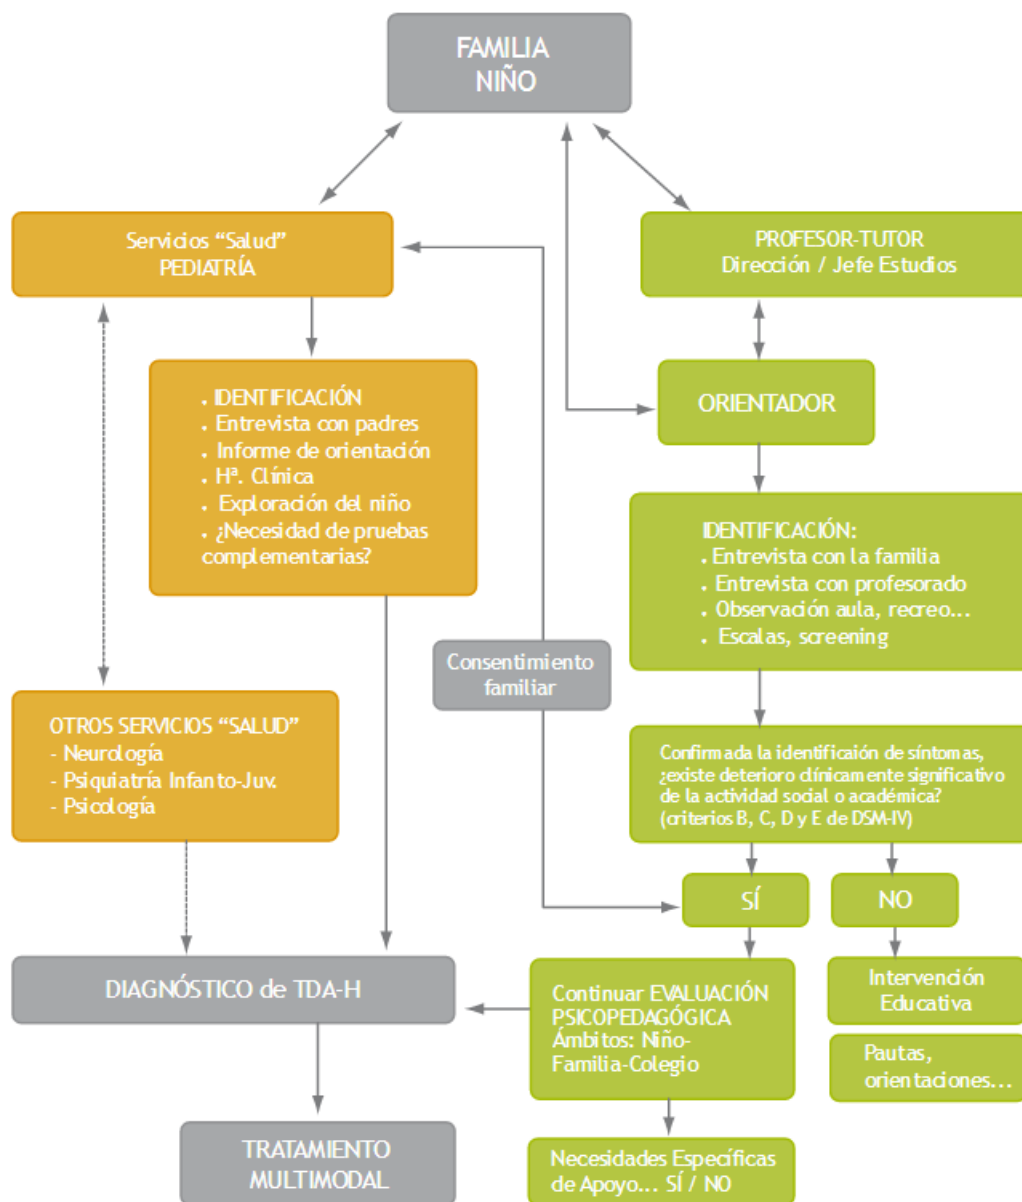 FAMILIA
NIÑO
Servicios “Salud”
PEDIATRÍA
PROFESOR-TUTOR
Dirección / Jefe Estudios
. IDENTIFICACIÓN
. Entrevista con padres
. Informe de orientación
. Hª. Clínica
. Exploración del niño
. ¿Necesidad de pruebas
complementarias?
ORIENTADOR
IDENTIFICACIÓN:
. Entrevista con la familia
. Entrevista con profesorado
. Observación aula, recreo...
. Escalas, screening
Consentimiento
familiar
OTROS SERVICIOS “SALUD”
- Neurología
- Psiquiatría Infanto-Juv.
- Psicología
Confirmada la identificaión de síntomas,
¿existe deterioro clínicamente significativo
de la actividad social o académica?
(criterios B, C, D y E de DSM-IV)
SÍ
NO
DIAGNÓSTICO de TDA-H
Continuar EVALUACIÓN
PSICOPEDAGÓGICA
Ámbitos: Niño-
Familia-Colegio
Intervención
Educativa
Pautas,
orientaciones...
TRATAMIENTO
MULTIMODAL
Necesidades Específicas
de Apoyo... SÍ / NO